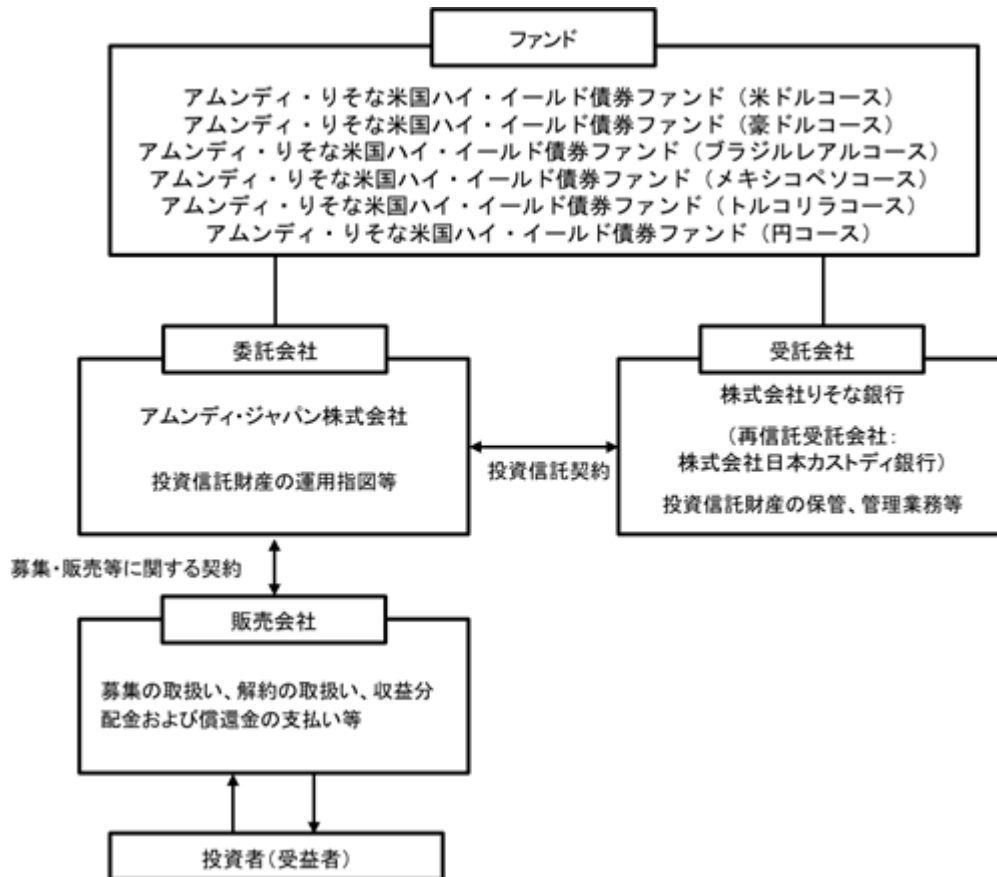 ファンド
アムンディ・りそな米国ハイ・イールド債券ファンド（米ドルコース）
アムンディ・りそな米国ハイ・イールド債券ファンド（豪ドルコース）
アムンディ・りそな米国ハイ・イールド債券ファンド（ブラジルレアルコース）
アムンディ・りそな米国ハイ・イールド債券ファンド（メキシコペソコース）
アムンディ・りそな米国ハイ・イールド債券ファンド（トルコリラコース）
アムンディ・りそな米国ハイ・イールド債券ファンド（円コース）
委託会社
アムンディ・ジャパン株式会社
投資信託財産の運用指図等
投資信託契約
受託会社
株式会社りそな銀行
（再信託受託会社：
株式会社日本カストディ銀行）
投資信託財産の保管、管理業務等
募集・販売等に関する契約
販売会社
募集の取扱い、解約の取扱い、収益分
配金および償還金の支払い等
投資者（受益者）